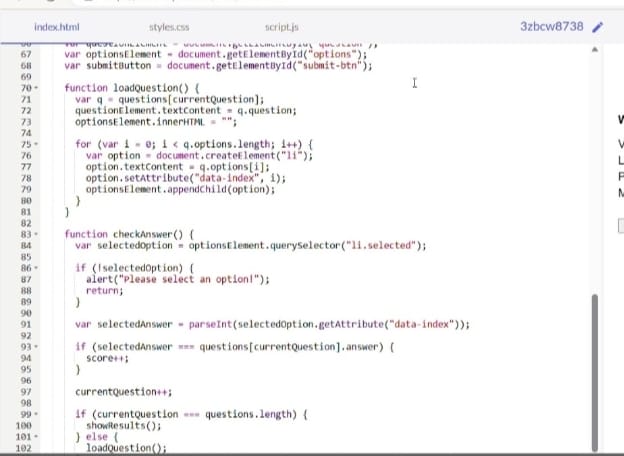 index.html styles.css script.js 3zbcw8738
67 var optionsElement = document.getElementById("options");
68 var submitButton = document.getElementById("submit-btn");
69
70 function loadQuestion() {
71 var q = questions[currentQuestion];
72 questionElement.textContent = q.question;
73 optionsElement.innerHTML = "";
74
75 for (var i = 0; i < q.options.length; i++) {
76 var option = document.createElement("li");
77 option.textContent = q.options[i];
78 option.setAttribute("data-index", i);
79 optionsElement.appendChild(option);
80 }
81 }
82
83 function checkAnswer() {
84 var selectedOption = optionsElement.querySelector("li.selected");
85
86 if (!selectedOption) {
87 alert("Please select an option!");
88 return;
89 }
90
91 var selectedAnswer = parseInt(selectedOption.getAttribute("data-index"));
92
93 if (selectedAnswer === questions[currentQuestion].answer) {
94 score++;
95 }
96
97 currentQuestion++;
98
99 if (currentQuestion === questions.length) {
100 showResults();
101 } else {
102 loadQuestion();